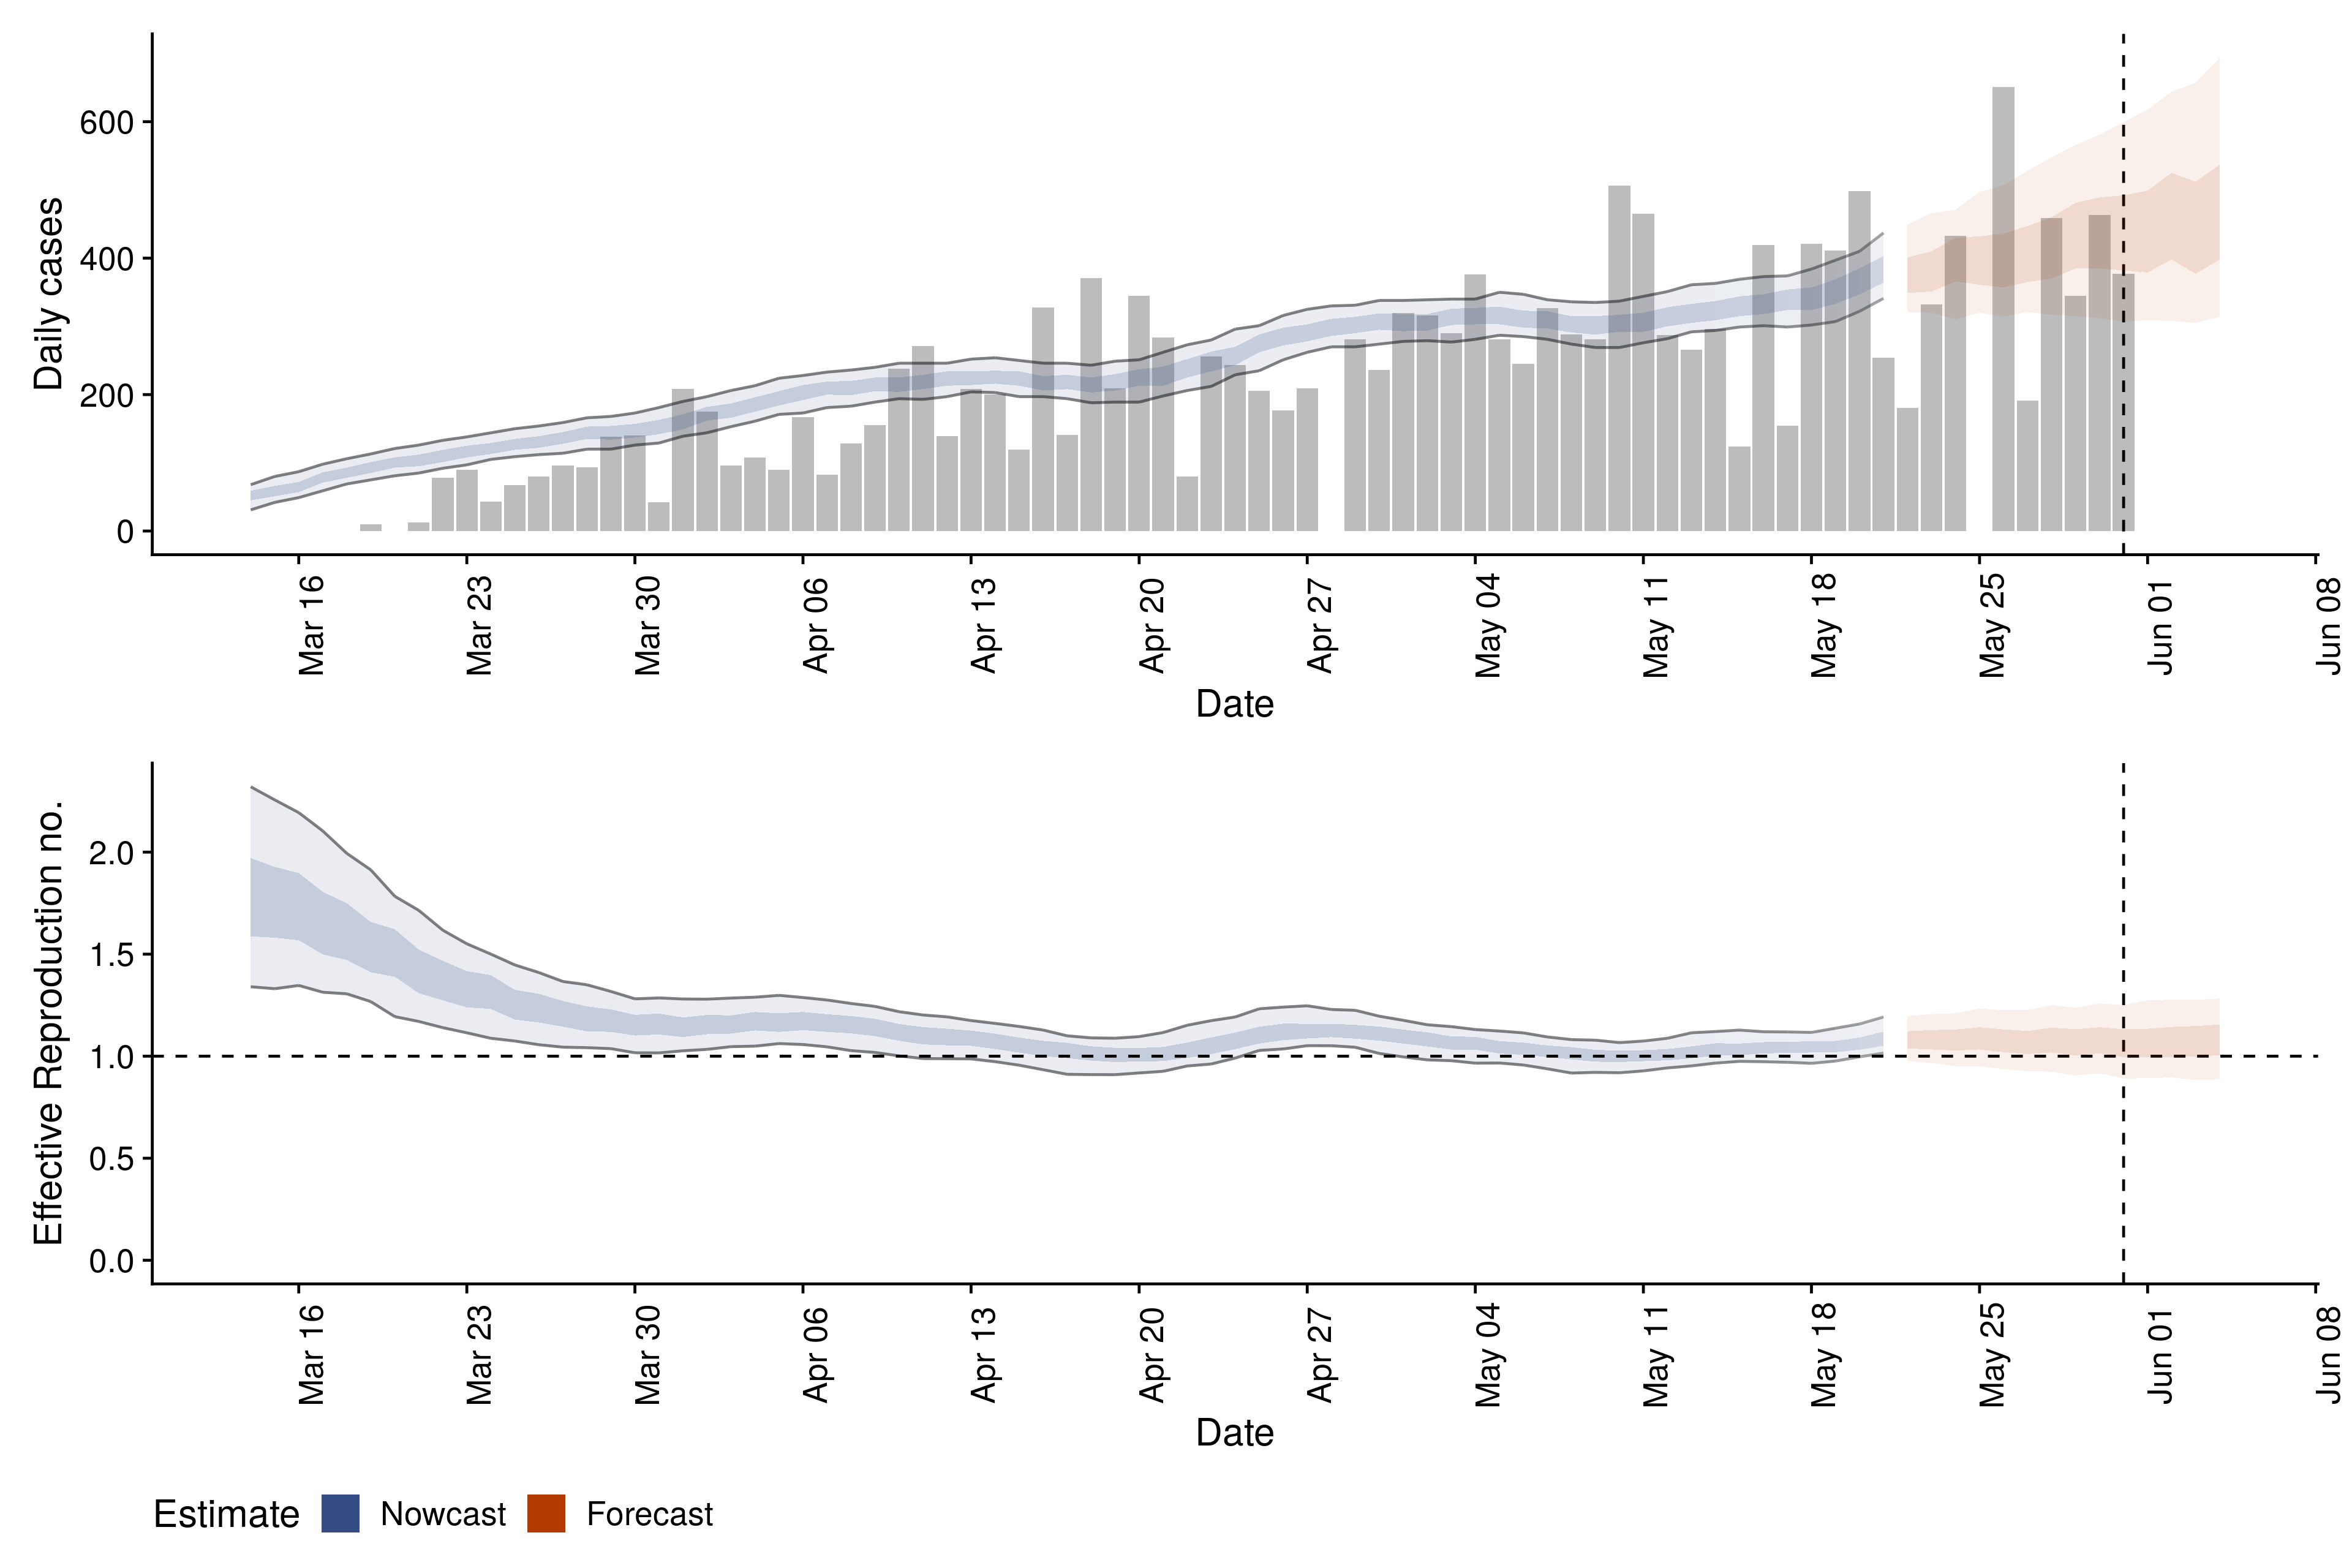 Daily cases
600
400
200
0
Mar 16
Mar 23
Mar 30
Apr 06
Apr 13
Apr 20
Apr 27
May 04
May 11
May 18
May 25
Jun 01
Jun 08
Date
Effective Reproduction no.
2.0
1.5
1.0
0.5
0.0
Mar 16
Mar 23
Mar 30
Apr 06
Apr 13
Apr 20
Apr 27
May 04
May 11
May 18
May 25
Jun 01
Jun 08
Date
Estimate Nowcast Forecast